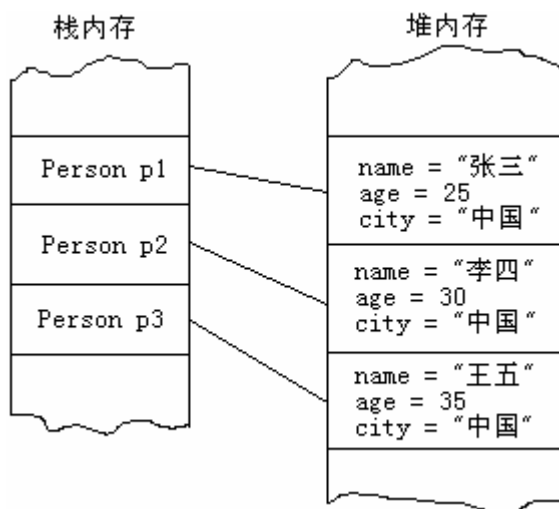 栈内存
堆内存
Person p1
Person p2
Person p3
name = "张三"
age = 25
city = "中国"
name = "李四"
age = 30
city = "中国"
name = "王五"
age = 35
city = "中国"